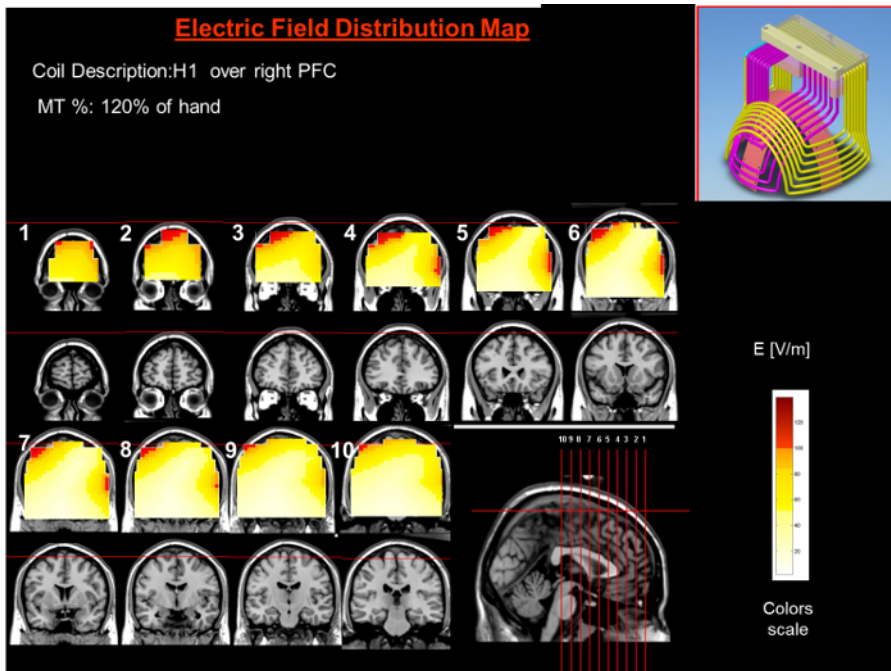 Electric Field Distribution Map
Coil Description:H1 over right PFC
MT %: 120% of hand
1 2 3 4 5 6
E [V/m]
7 8 9 10
10 9 8 7 6 5 4 3 2 1
120
100
80
60
40
20
Colors
scale